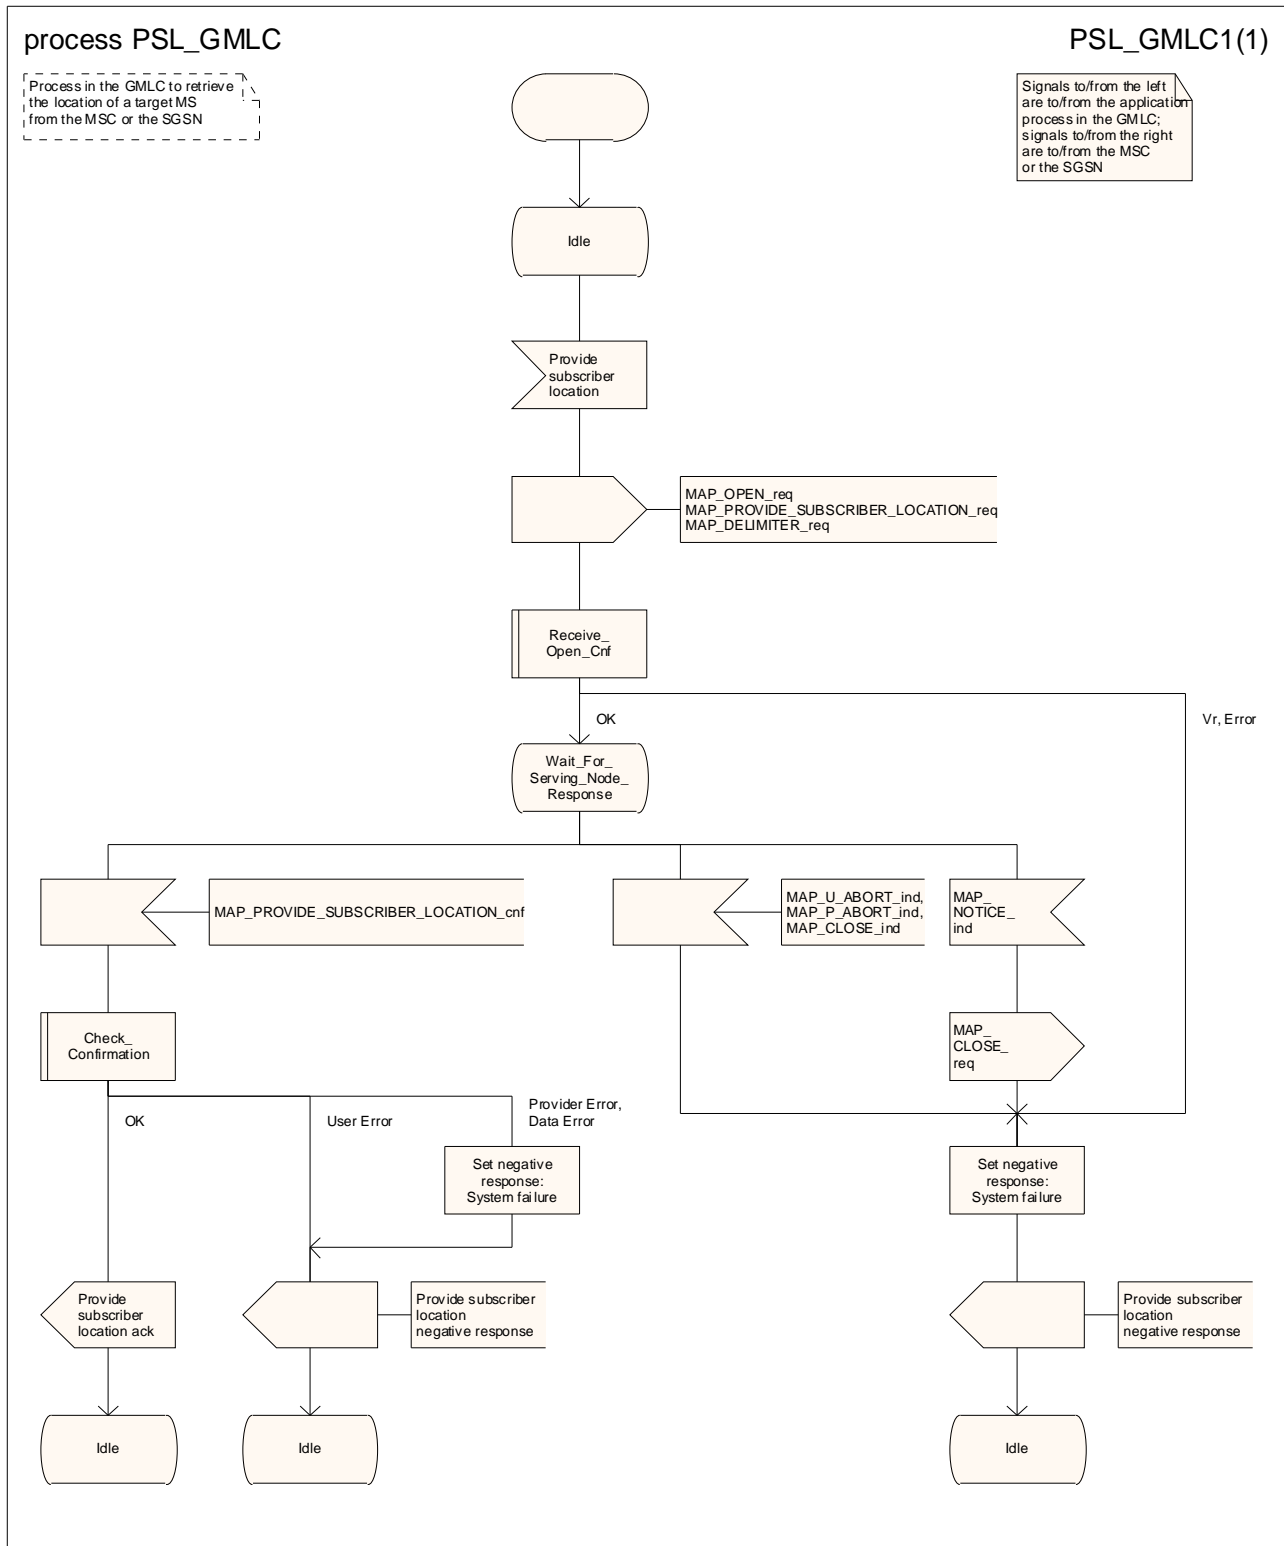 process PSL_GMLC
PSL_GMLC1(1)
Process in the GMLC to retrieve
the location of a target MS
from the MSC or the SGSN
Signals to/from the left
are to/from the application
process in the GMLC;
signals to/from the right
are to/from the MSC
or the SGSN
Idle
Provide
subscriber
location
MAP_OPEN_req
MAP_PROVIDE_SUBSCRIBER_LOCATION_req
MAP_DELIMITER_req
Receive_
Open_Cnf
OK
Vr, Error
Wait_For_
Serving_Node_
Response
MAP_PROVIDE_SUBSCRIBER_LOCATION_cnf
MAP_U_ABORT_ind,
MAP_P_ABORT_ind,
MAP_CLOSE_ind
MAP_
NOTICE_
ind
Check_
Confirmation
MAP_
CLOSE_
req
OK
User Error
Provider Error,
Data Error
Set negative
response:
System failure
Set negative
response:
System failure
Provide
subscriber
location ack
Provide subscriber
location
negative response
Provide subscriber
location
negative response
Idle
Idle
Idle